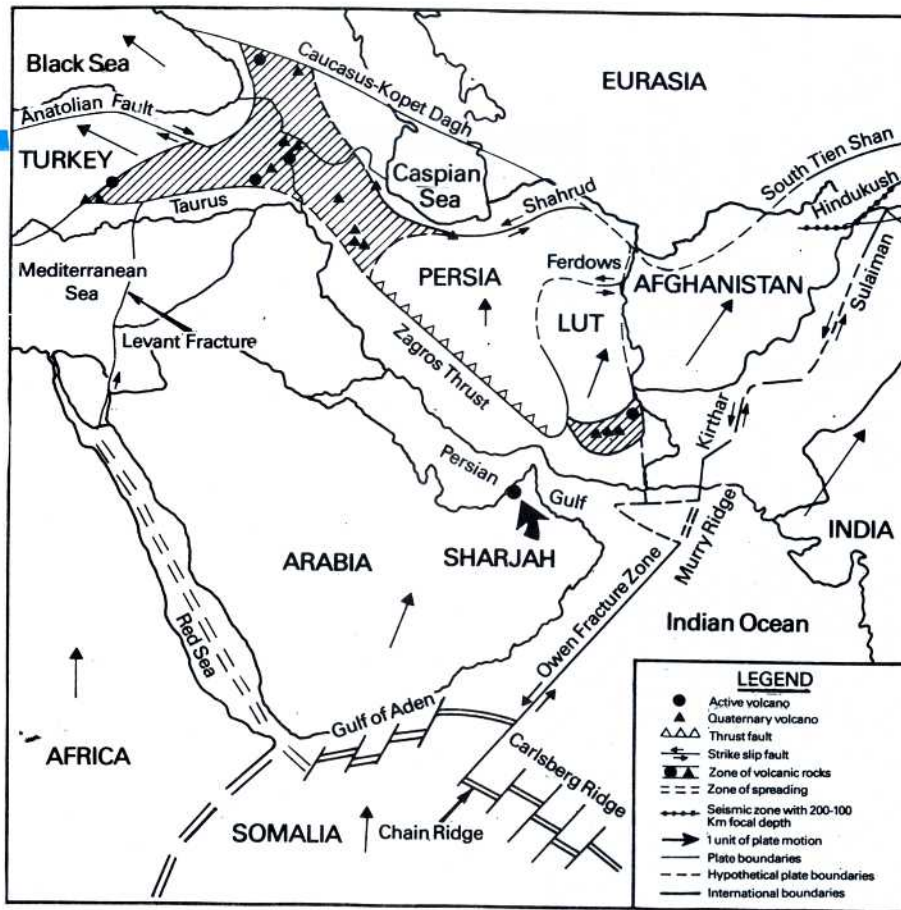 Black Sea
Caucasus-Kopet Dagh
EURASIA
Anatolian Fault
TURKEY
Caspian
Sea
South Tien Shan
Hindukush
Taurus
Shahrud
Mediterranean
Sea
PERSIA
Ferdows
AFGHANISTAN
Sulaiman
LUT
Levant Fracture
Zagros Thrust
Kirthar
Persian
Gulf
Murry Ridge
INDIA
ARABIA
SHARJAH
Red Sea
Owen Fracture Zone
Indian Ocean
Gulf of Aden
AFRICA
Carlsberg Ridge
SOMALIA
Chain Ridge
LEGEND
Active volcano
Quaternary volcano
Thrust fault
Strike slip fault
Zone of volcanic rocks
Zone of spreading
Seismic zone with 200-100
Km focal depth
1 unit of plate motion
Plate boundaries
Hypothetical plate boundaries
International boundaries